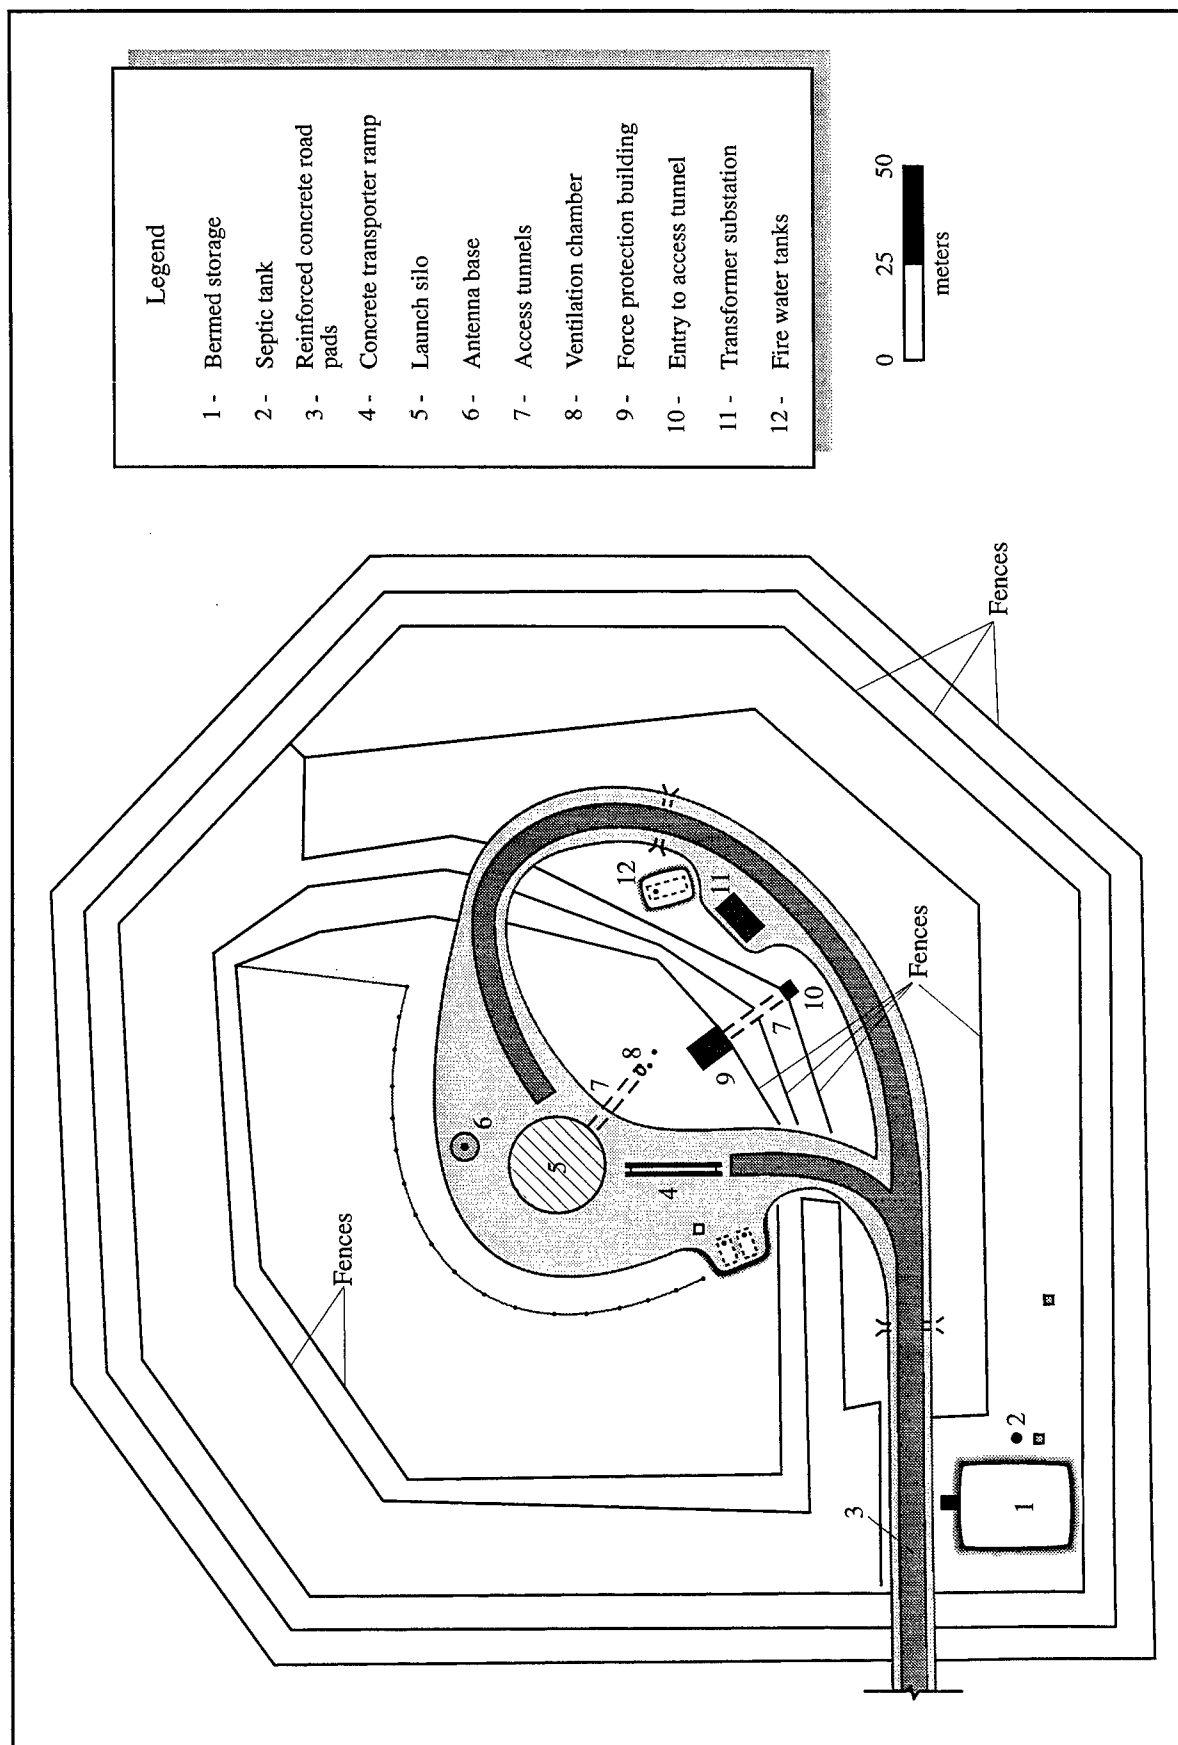 Legend
1 - Bermed storage
2 - Septic tank
3 - Reinforced concrete road
pads
4 - Concrete transporter ramp
5 - Launch silo
6 - Antenna base
7 - Access tunnels
8 - Ventilation chamber
9 - Force protection building
10 - Entry to access tunnel
11 - Transformer substation
12 - Fire water tanks
0 25 50
meters
Fences
Fences
Fences
6
5
7
8
4
9
7
10
12
11
3
2
1